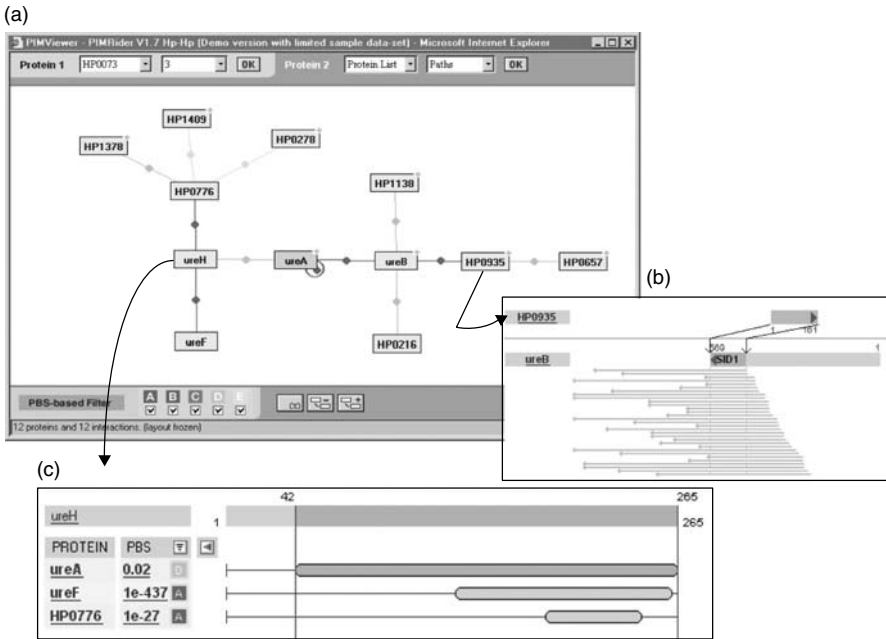 (a)
PIMViewer - PIMRider V1.7 Hp-Hp (Demo version with limited sample data-set) - Microsoft Internet Explorer
Protein 1 HP0073 3 OK Protein 2 Protein List Paths OK
HP1409
HP1378
HP0278
HP0776
HP1138
ureH
ureA
ureB
HP0935
HP0657
ureF
HP0216
PBS-based Filter A B C D E
12 proteins and 12 interactions. (layout frozen)
(b)
HP0935
1 181
569 1
ureB
SID1
(c)
42 265
ureH 1 265
PROTEIN PBS
ureA 0.02 D
ureF 1e-437 A
HP0776 1e-27 A